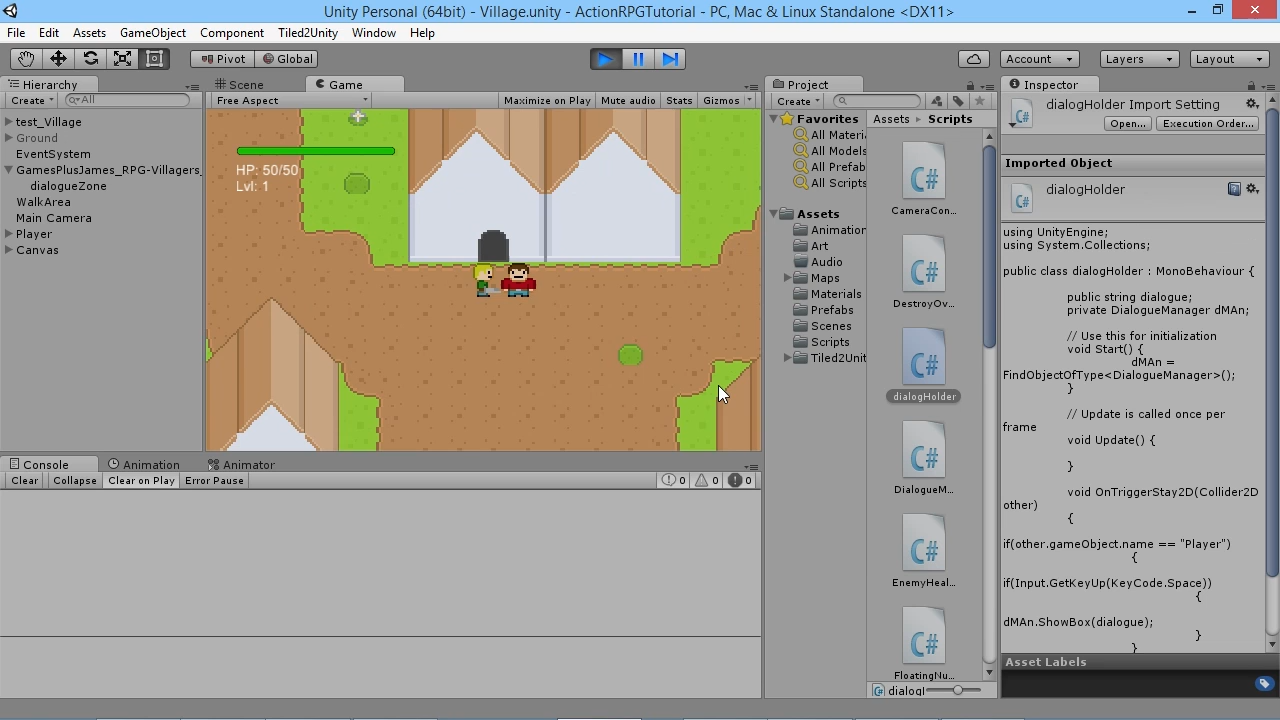 Unity Personal (64bit) - Village.unity - ActionRPGTutorial - PC, Mac & Linux Standalone <DX11>
File Edit Assets GameObject Component Tiled2Unity Window Help
Pivot Global Account Layers Layout
Hierarchy
Create All
test_Village
Ground
EventSystem
GamesPlusJames_RPG-Villagers_
dialogueZone
WalkArea
Main Camera
Player
Canvas
Scene Game
Free Aspect Maximize on Play Mute audio Stats Gizmos
HP: 50/50
Lvl: 1
Console Animation Animator
Clear Collapse Clear on Play Error Pause 0 0 0
Project
Create
Favorites
All Materi
All Models
All Prefab
All Scripts
Assets
Animation
Art
Audio
Maps
Materials
Prefabs
Scenes
Scripts
Tiled2Unit
Assets Scripts
CameraCon...
DestroyOv...
dialogHolder
DialogueM...
EnemyHeal...
FloatingNu...
dialogl
Inspector
dialogHolder Import Setting
Open... Execution Order...
Imported Object
dialogHolder
using UnityEngine;
using System.Collections;
public class dialogHolder : MonoBehaviour {
public string dialogue;
private DialogueManager dMAn;
// Use this for initialization
void Start() {
dMAn =
FindObjectOfType<DialogueManager>();
}
// Update is called once per
frame
void Update() {
}
void OnTriggerStay2D(Collider2D
other)
{
if(other.gameObject.name == "Player")
{
if(Input.GetKeyUp(KeyCode.Space))
{
dMAn.ShowBox(dialogue);
}
}
Asset Labels